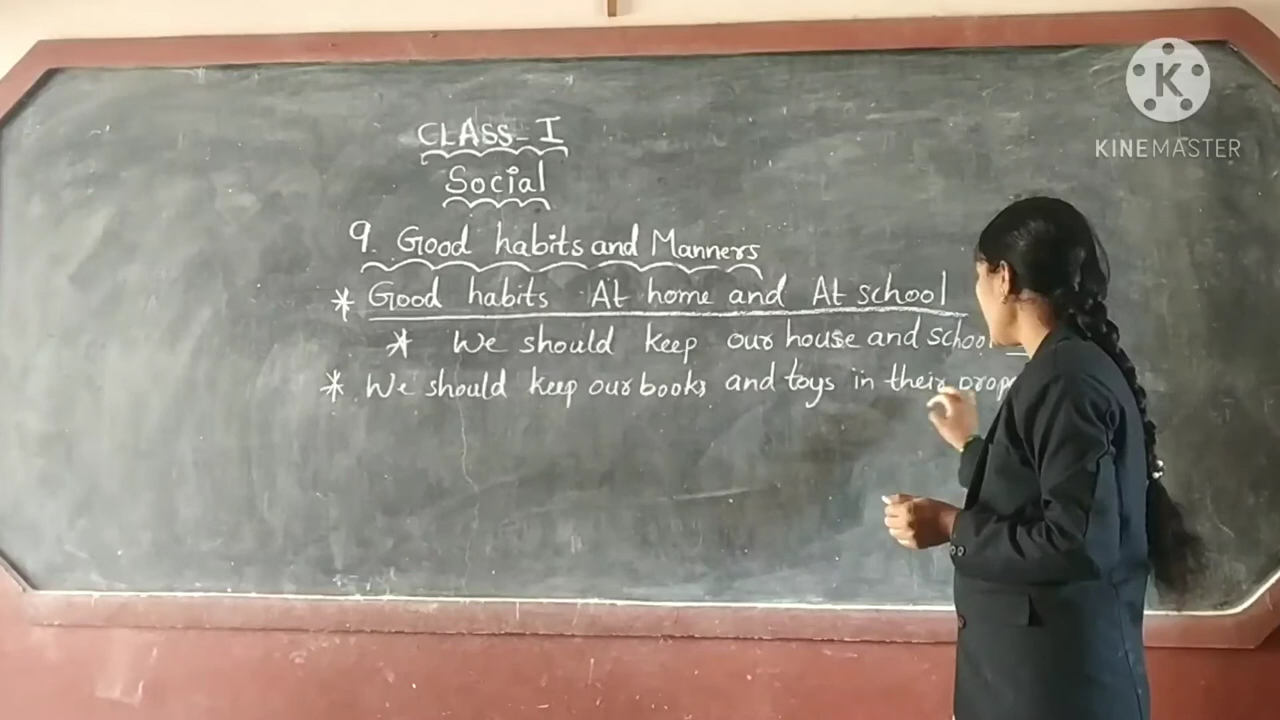 CLASS - I
Social
9. Good habits and Manners
* Good habits At home and At school
* We should keep our house and school
* We should keep our books and toys in their
K
KINEMASTER